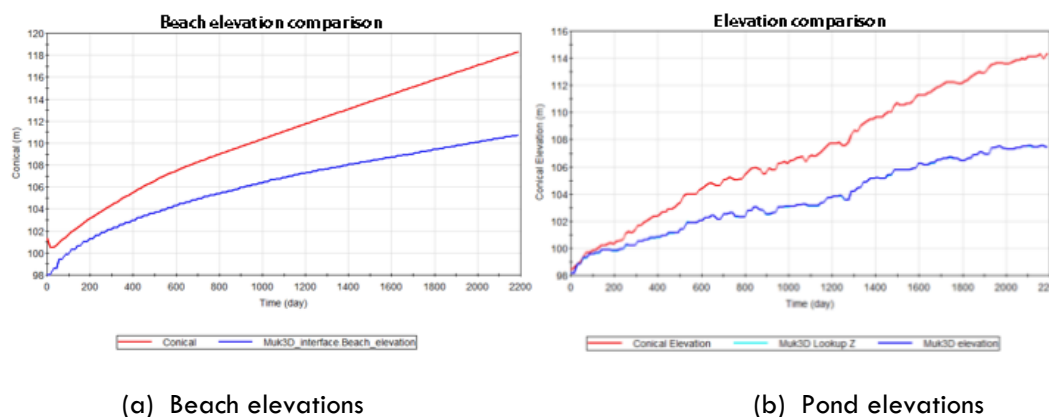 Beach elevation comparison
120
118
116
114
112
110
108
106
104
102
100
98
Conical (m)
0 200 400 600 800 1000 1200 1400 1600 1800 2000 2200
Time (day)
Conical Muk3D_interface.Beach_elevation
(a) Beach elevations
Elevation comparison
116
114
112
110
108
106
104
102
100
98
Conical Elevation (m)
0 200 400 600 800 1000 1200 1400 1600 1800 2000 220
Time (day)
Conical Elevation Muk3D Lookup Z Muk3D elevation
(b) Pond elevations